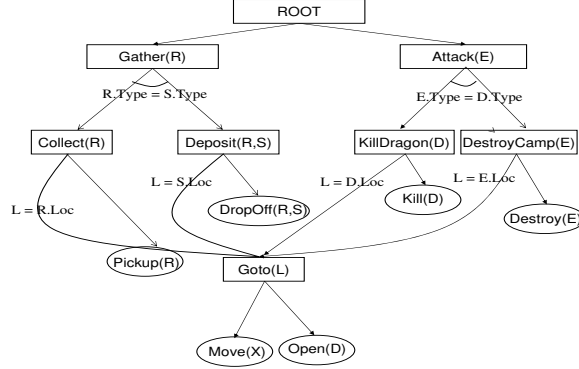 ROOT
Gather(R)
Attack(E)
R.Type = S.Type
E.Type = D.Type
Collect(R)
Deposit(R,S)
KillDragon(D)
DestroyCamp(E)
L = R.Loc
L = S.Loc
L = D.Loc
L = E.Loc
DropOff(R,S)
Kill(D)
Destroy(E)
Pickup(R)
Goto(L)
Move(X)
Open(D)